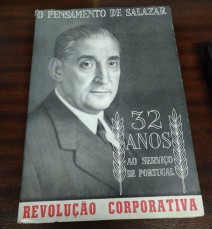 O PENSAMENTO DE SALAZAR
32
ANOS
AO SERVIÇO
DE PORTUGAL
REVOLUÇÃO CORPORATIVA